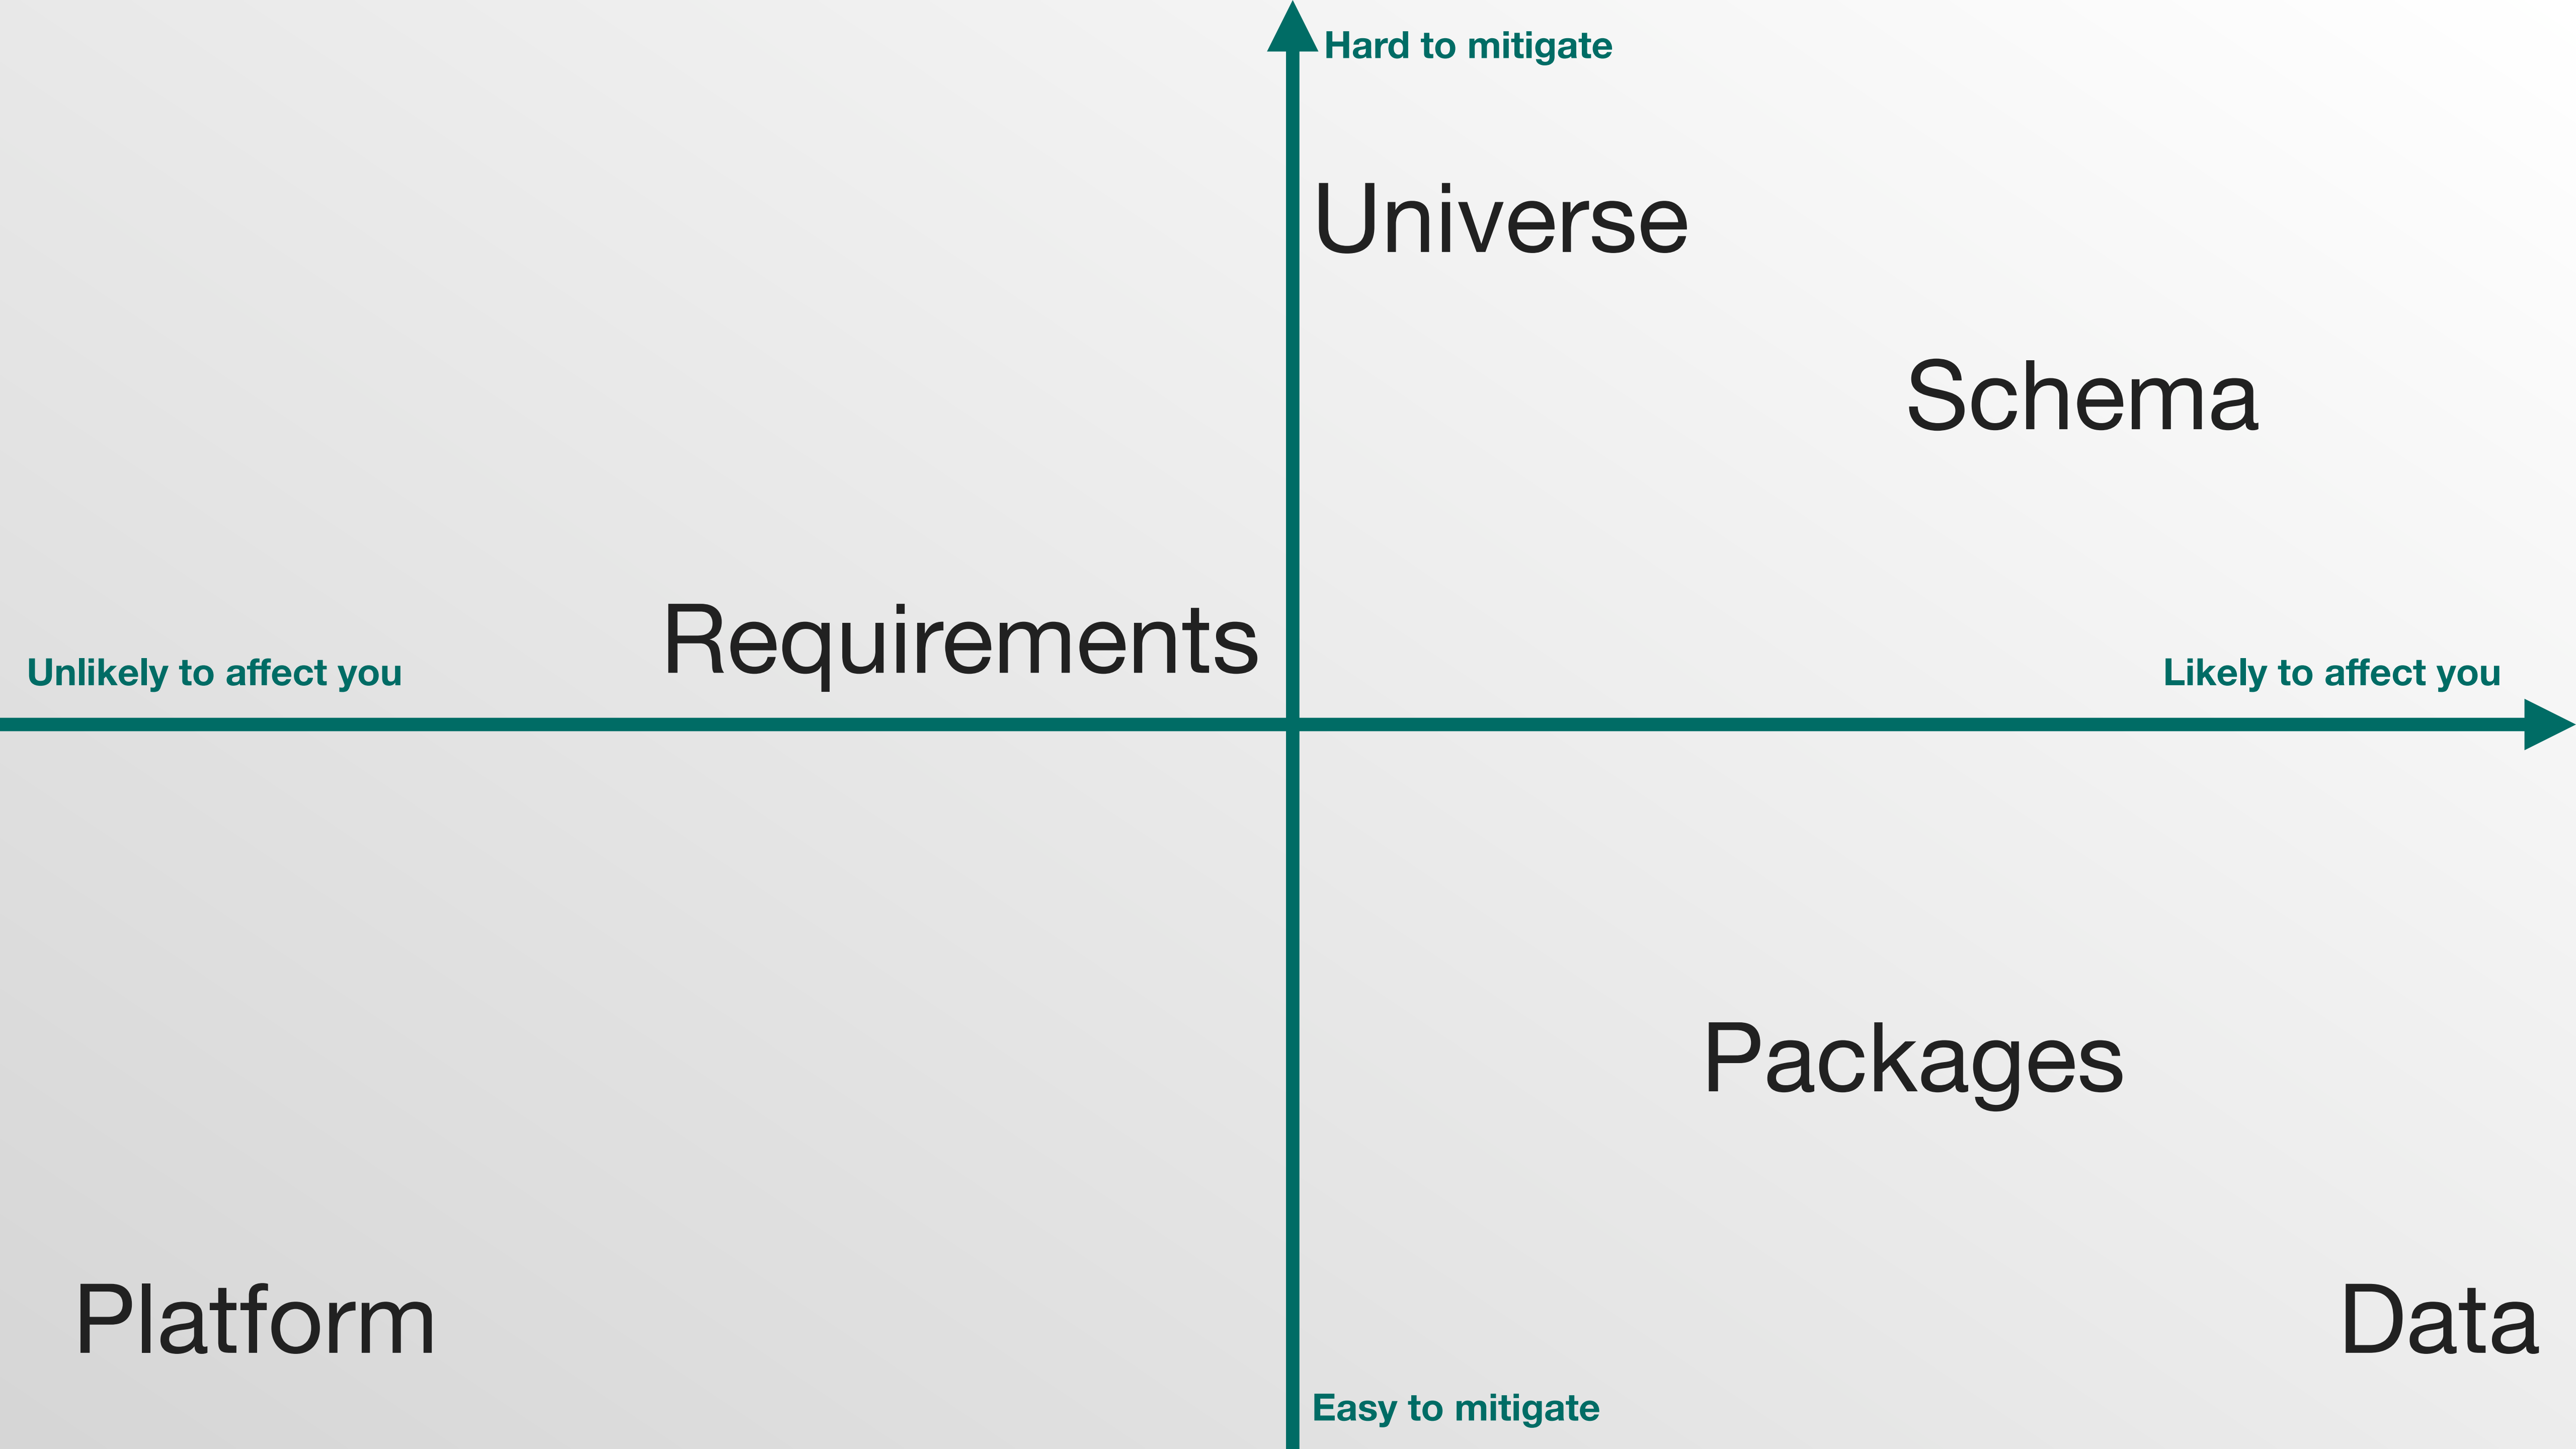 Hard to mitigate
Universe
Schema
Requirements
Unlikely to affect you
Likely to affect you
Packages
Platform
Data
Easy to mitigate